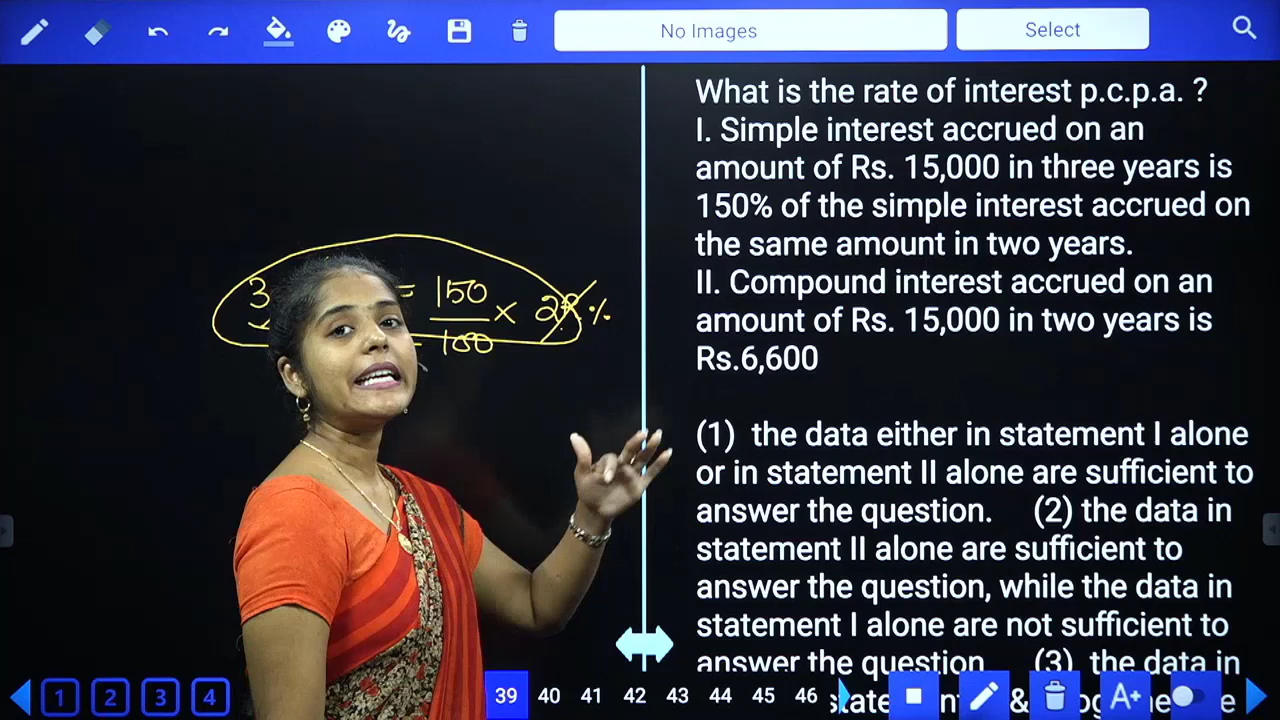 No Images
Select
What is the rate of interest p.c.p.a. ?
I. Simple interest accrued on an
amount of Rs. 15,000 in three years is
150% of the simple interest accrued on
the same amount in two years.
II. Compound interest accrued on an
amount of Rs. 15,000 in two years is
Rs.6,600
(1) the data either in statement I alone
or in statement II alone are sufficient to
answer the question. (2) the data in
statement II alone are sufficient to
answer the question, while the data in
statement I alone are not sufficient to
answer the question (3) the data in
3
= 150
100
× 2R %
1 2 3 4
39 40 41 42 43 44 45 46
A+